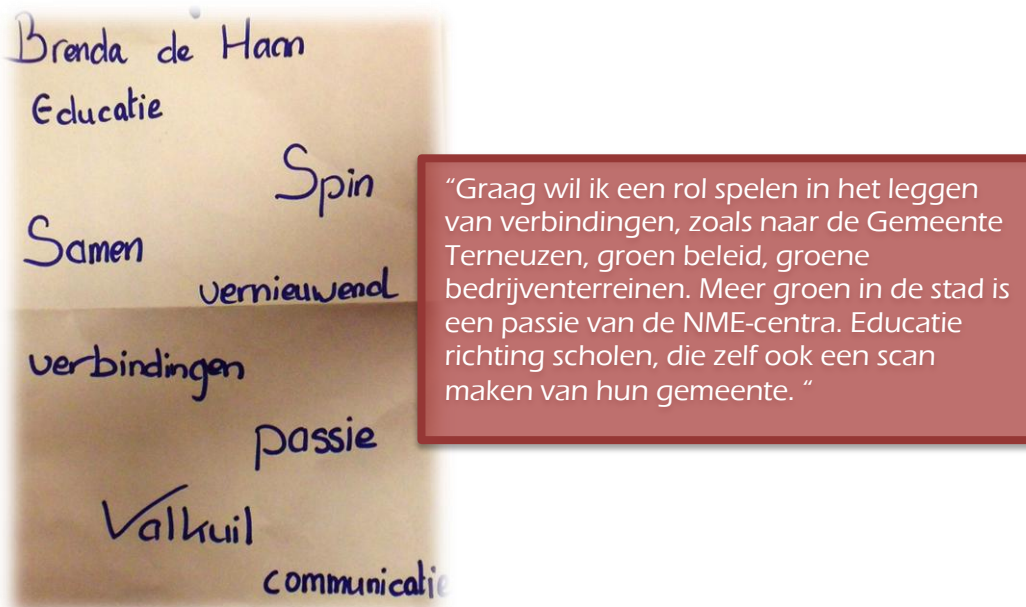 Brenda de Haan
Educatie
Spin
Samen
vernieuwend
verbindingen
passie
Valkuil
communicatie
“Graag wil ik een rol spelen in het leggen
van verbindingen, zoals naar de Gemeente
Terneuzen, groen beleid, groene
bedrijventerreinen. Meer groen in de stad is
een passie van de NME-centra. Educatie
richting scholen, die zelf ook een scan
maken van hun gemeente. “